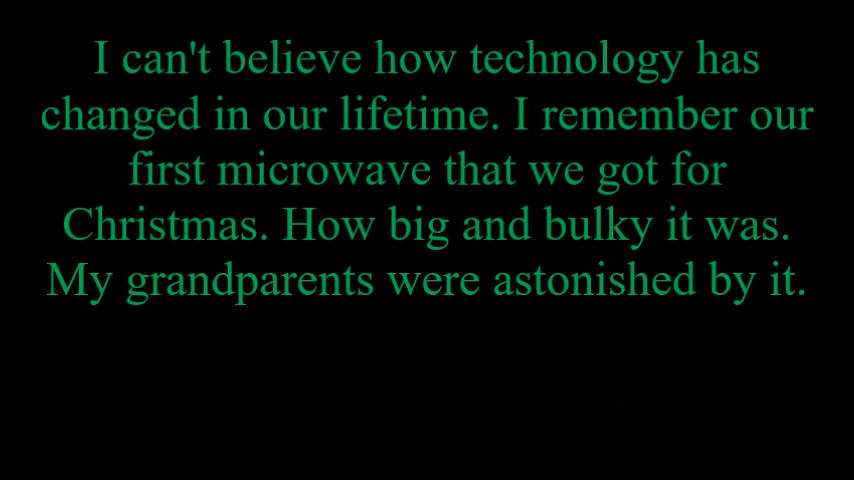 I can't believe how technology has
changed in our lifetime. I remember our
first microwave that we got for
Christmas. How big and bulky it was.
My grandparents were astonished by it.